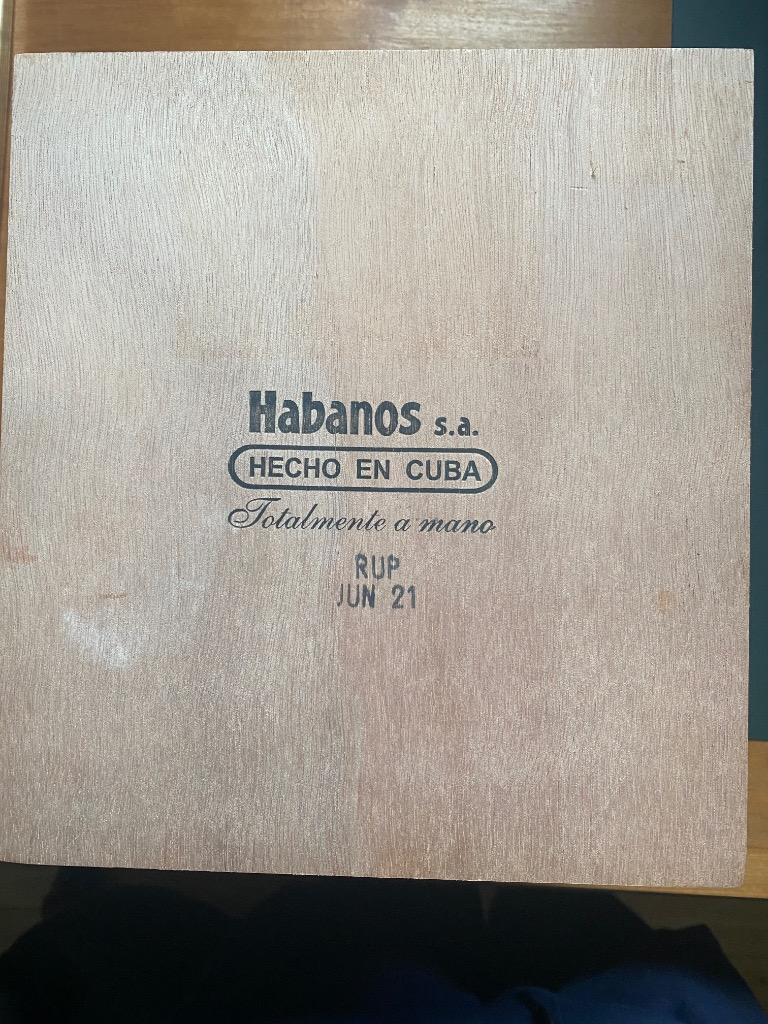 Habanos s.a.
HECHO EN CUBA
Totalmente a mano
RUP
JUN 21